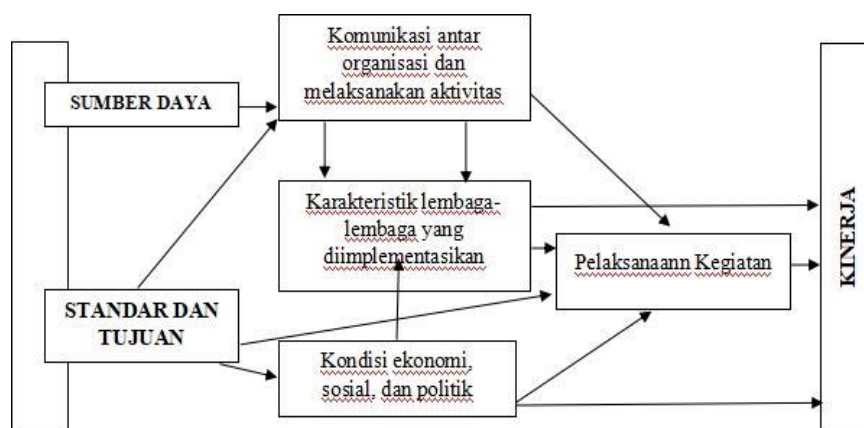 Komunikasi antar
organisasi dan
melaksanakan aktivitas
SUMBER DAYA
Karakteristik lembaga-
lembaga yang
diimplementasikan
Pelaksanaann Kegiatan
KINERJA
STANDAR DAN
TUJUAN
Kondisi ekonomi,
sosial, dan politik